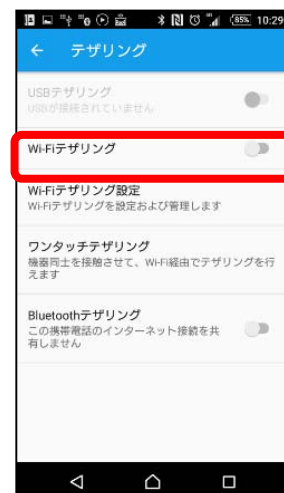 85% 10:29
テザリング
USBテザリング
USBが接続されていません
Wi-Fiテザリング
Wi-Fiテザリング設定
Wi-Fiテザリングを設定および管理します
ワンタッチテザリング
機器同士を接触させて、Wi-Fi経由でテザリングを行
えます
Bluetoothテザリング
この携帯電話のインターネット接続を共
有しません